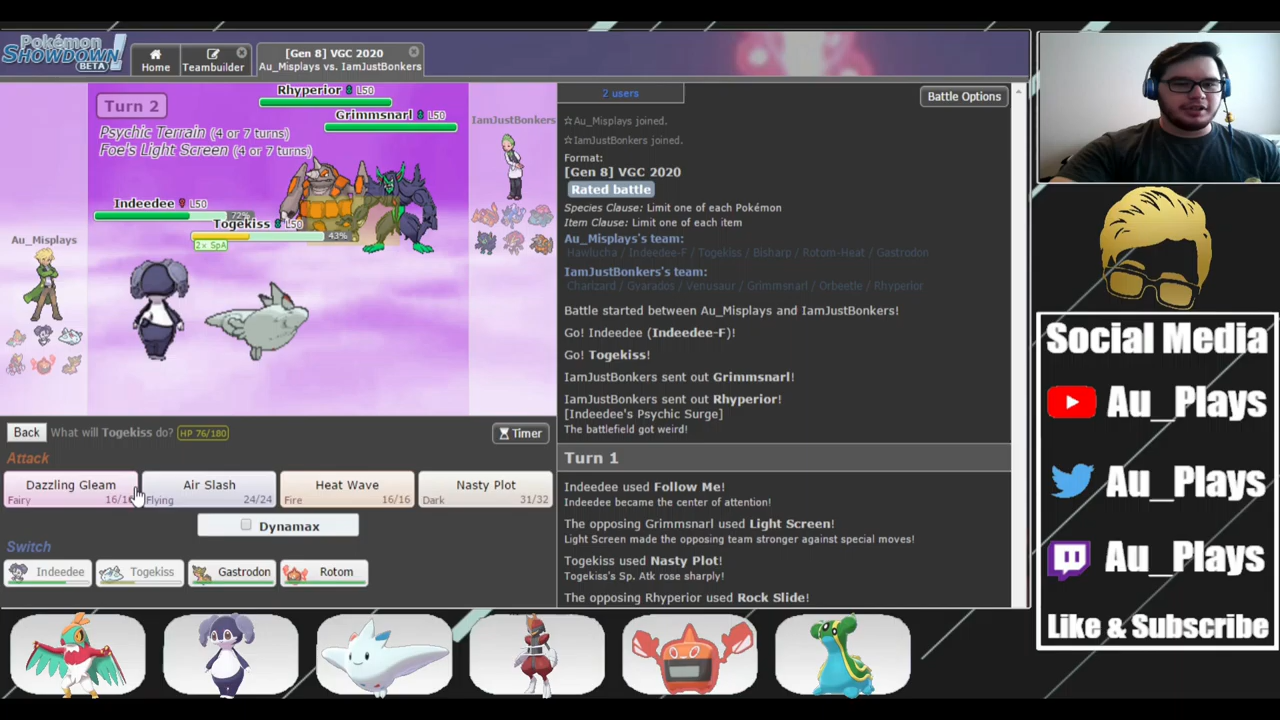 Pokémon
SHOWDOWN!
BETA
Home
Teambuilder
[Gen 8] VGC 2020
Au_Misplays vs. IamJustBonkers
Turn 2
Psychic Terrain (4 or 7 turns)
Foe's Light Screen (4 or 7 turns)
Rhyperior L50
Grimmsnarl L50
Indeedee L50
72%
Togekiss L50
43%
2x SpA
Au_Misplays
IamJustBonkers
2 users
Battle Options
☆Au_Misplays joined.
☆IamJustBonkers joined.
Format:
[Gen 8] VGC 2020
Rated battle
Species Clause: Limit one of each Pokémon
Item Clause: Limit one of each item
Au_Misplays's team:
Hawlucha / Indeedee-F / Togekiss / Bisharp / Rotom-Heat / Gastrodon
IamJustBonkers's team:
Charizard / Gyarados / Venusaur / Grimmsnarl / Orbeetle / Rhyperior
Battle started between Au_Misplays and IamJustBonkers!
Go! Indeedee (Indeedee-F)!
Go! Togekiss!
IamJustBonkers sent out Grimmsnarl!
IamJustBonkers sent out Rhyperior!
[Indeedee's Psychic Surge]
The battlefield got weird!
Turn 1
Indeedee used Follow Me!
Indeedee became the center of attention!
The opposing Grimmsnarl used Light Screen!
Light Screen made the opposing team stronger against special moves!
Togekiss used Nasty Plot!
Togekiss's Sp. Atk rose sharply!
The opposing Rhyperior used Rock Slide!
Back What will Togekiss do? HP 76/180
Timer
Attack
Dazzling Gleam
Fairy
Air Slash
Flying 24/24
Heat Wave
Fire 16/16
Nasty Plot
Dark 31/32
Dynamax
Switch
Indeedee Togekiss Gastrodon Rotom
Social Media
Au_Plays
Au_Plays
Au_Plays
Like & Subscribe